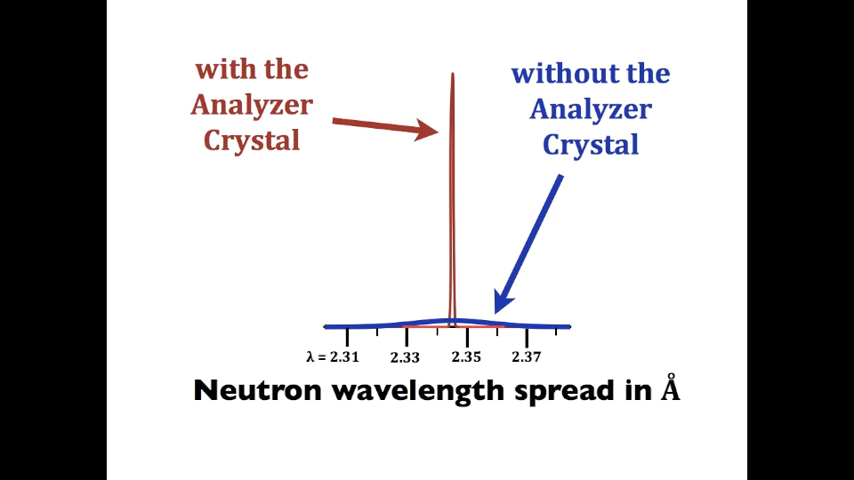 with the
Analyzer
Crystal
without the
Analyzer
Crystal
λ = 2.31 2.33 2.35 2.37
Neutron wavelength spread in Å